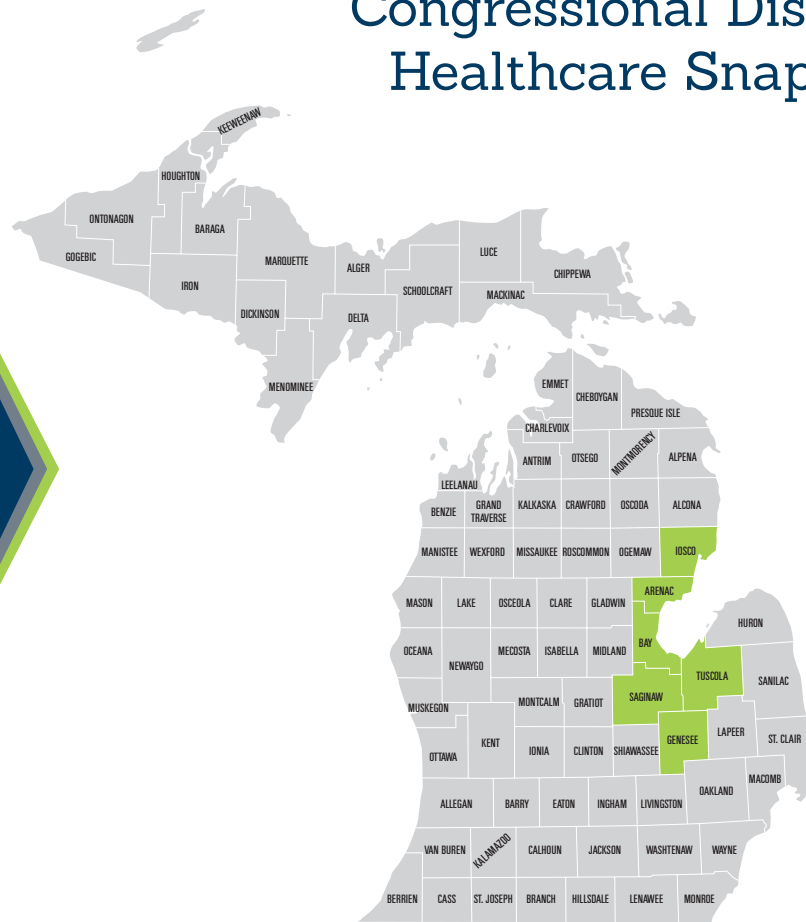 Congressional Dis
Healthcare Snap
KEEWEENAW
HOUGHTON
ONTONAGON
BARAGA
GOGEBIC
MARQUETTE
ALGER
LUCE
CHIPPEWA
IRON
SCHOOLCRAFT
MACKINAC
DICKINSON
DELTA
MENOMINEE
EMMET
CHEBOYGAN
PRESQUE ISLE
CHARLEVOIX
ANTRIM
OTSEGO
MONTMORENCY
ALPENA
LEELANAU
BENZIE
GRAND
TRAVERSE
KALKASKA
CRAWFORD
OSCODA
ALCONA
MANISTEE
WEXFORD
MISSAUKEE
ROSCOMMON
OGEMAW
IOSCO
MASON
LAKE
OSCEOLA
CLARE
GLADWIN
ARENAC
HURON
OCEANA
NEWAYGO
MECOSTA
ISABELLA
MIDLAND
BAY
TUSCOLA
SANILAC
MUSKEGON
MONTCALM
GRATIOT
SAGINAW
OTTAWA
KENT
IONIA
CLINTON
SHIAWASSEE
GENESEE
LAPEER
ST. CLAIR
ALLEGAN
BARRY
EATON
INGHAM
LIVINGSTON
OAKLAND
MACOMB
VAN BUREN
KALAMAZOO
CALHOUN
JACKSON
WASHTENAW
WAYNE
BERRIEN
CASS
ST. JOSEPH
BRANCH
HILLSDALE
LENAWEE
MONROE